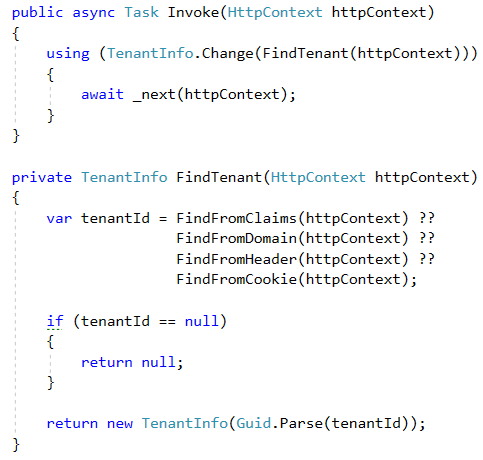 public async Task Invoke(HttpContext httpContext)
{
    using (TenantInfo.Change(FindTenant(httpContext)))
    {
        await _next(httpContext);
    }
}

private TenantInfo FindTenant(HttpContext httpContext)
{
    var tenantId = FindFromClaims(httpContext) ??
                   FindFromDomain(httpContext) ??
                   FindFromHeader(httpContext) ??
                   FindFromCookie(httpContext);

    if (tenantId == null)
    {
        return null;
    }

    return new TenantInfo(Guid.Parse(tenantId));
}